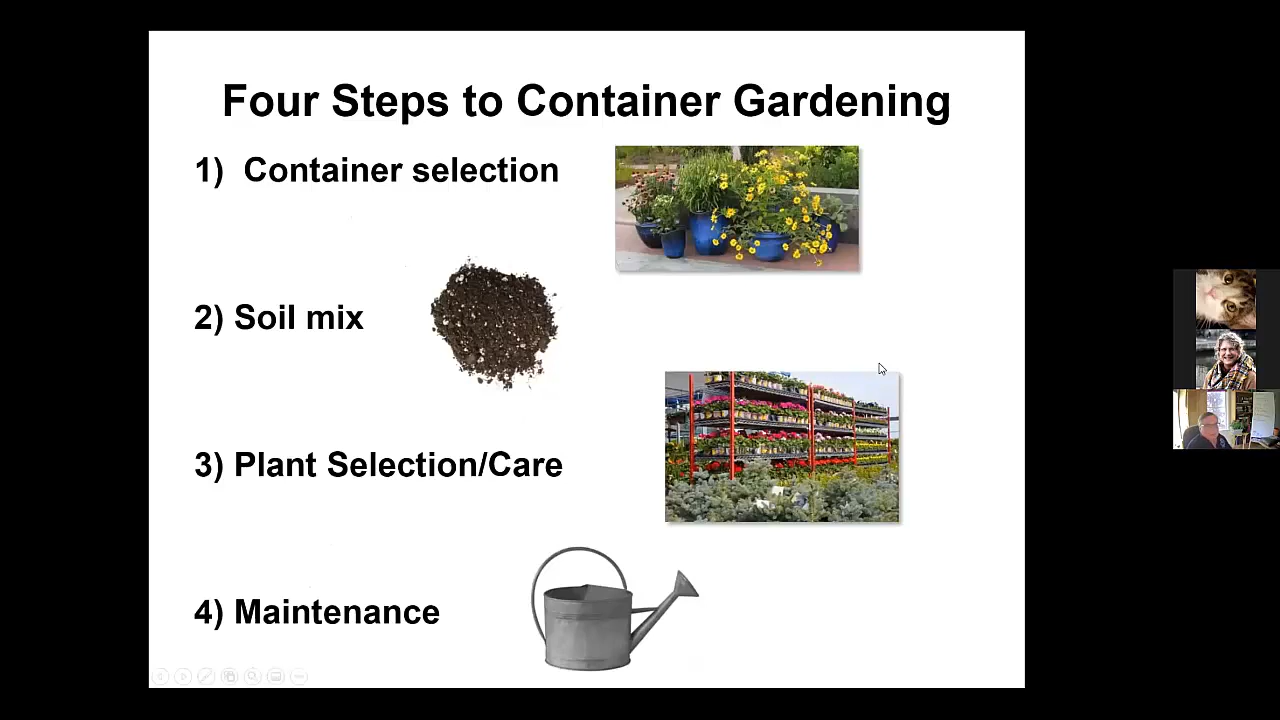 Four Steps to Container Gardening
1) Container selection
2) Soil mix
3) Plant Selection/Care
4) Maintenance